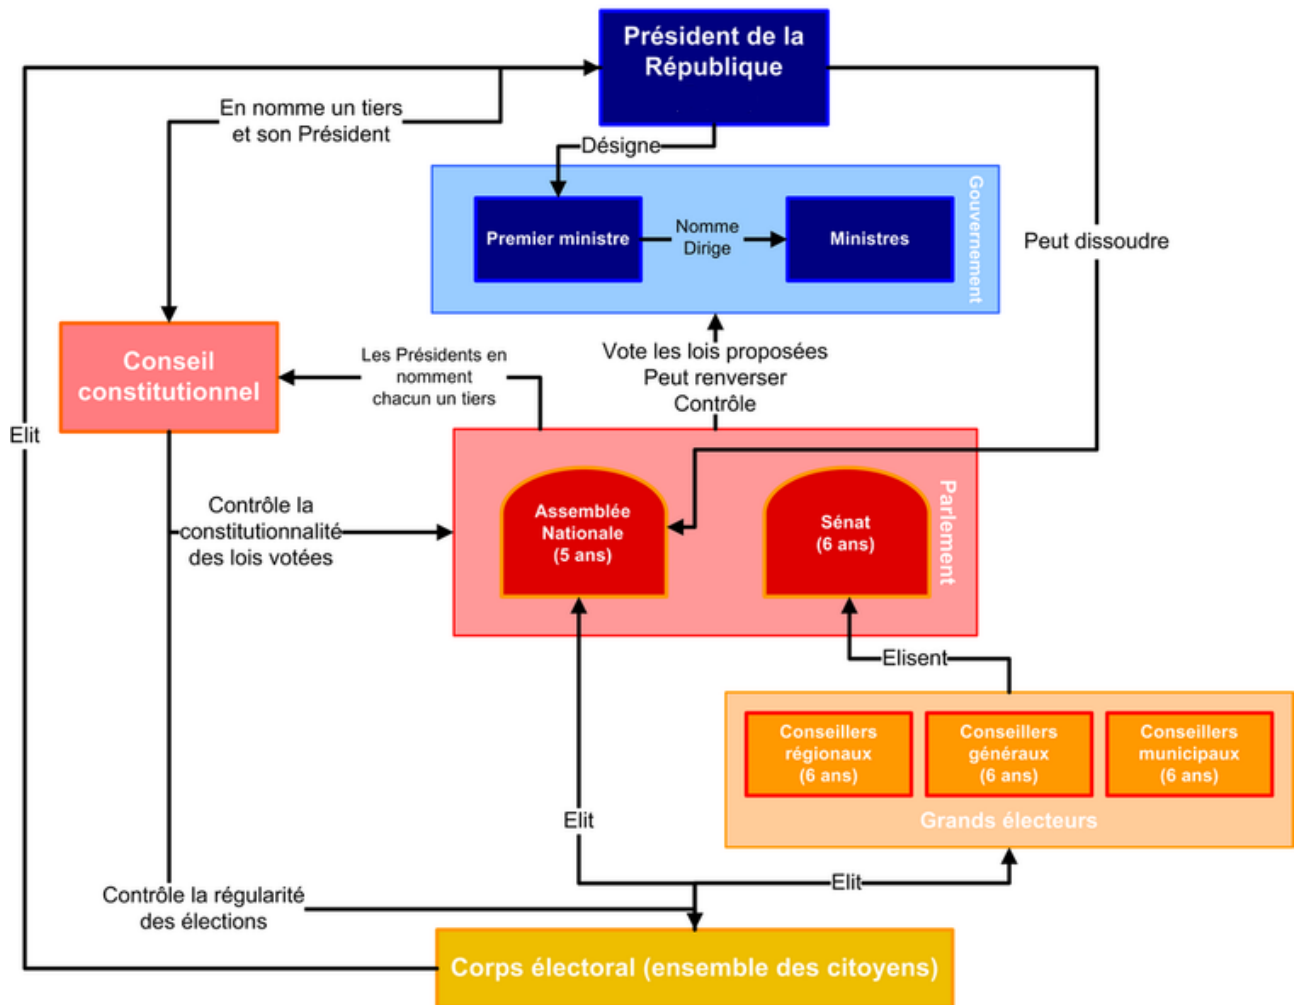 Président de la
République
En nomme un tiers
et son Président
Désigne
Gouvernement
Premier ministre
Nomme
Dirige
Ministres
Peut dissoudre
Conseil
constitutionnel
Les Présidents en
nomment
chacun un tiers
Vote les lois proposées
Peut renverser
Contrôle
Elit
Parlement
Assemblée
Nationale
(5 ans)
Sénat
(6 ans)
Contrôle la
constitutionnalité
des lois votées
Elisent
Conseillers
régionaux
(6 ans)
Conseillers
généraux
(6 ans)
Conseillers
municipaux
(6 ans)
Grands électeurs
Elit
Elit
Contrôle la régularité
des élections
Corps électoral (ensemble des citoyens)